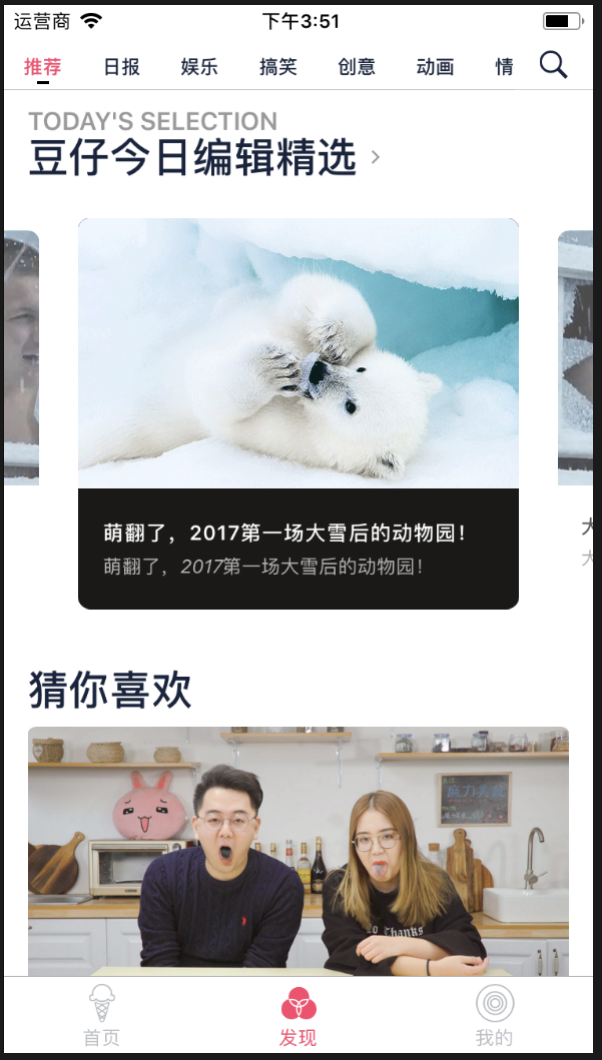 运营商 下午3:51
推荐 日报 娱乐 搞笑 创意 动画 情
TODAY'S SELECTION
豆仔今日编辑精选
萌翻了，2017第一场大雪后的动物园！
萌翻了，2017第一场大雪后的动物园！
猜你喜欢
Thanks
首页 发现 我的